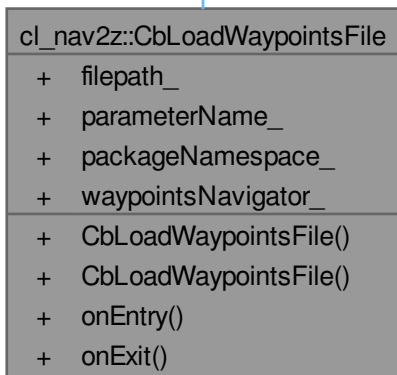 cl_nav2z::CbLoadWaypointsFile
+ filepath_
+ parameterName_
+ packageNamespace_
+ waypointsNavigator_
+ CbLoadWaypointsFile()
+ CbLoadWaypointsFile()
+ onEntry()
+ onExit()